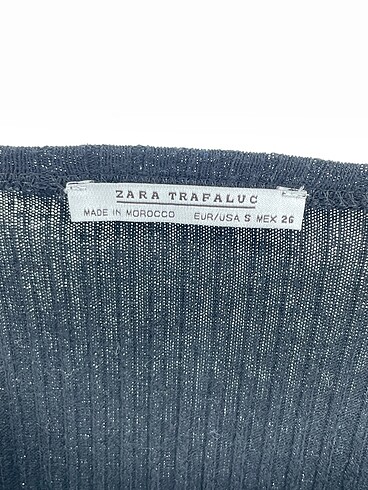 ZARA TRAFALUC
MADE IN MOROCCO EUR/USA S MEX 26